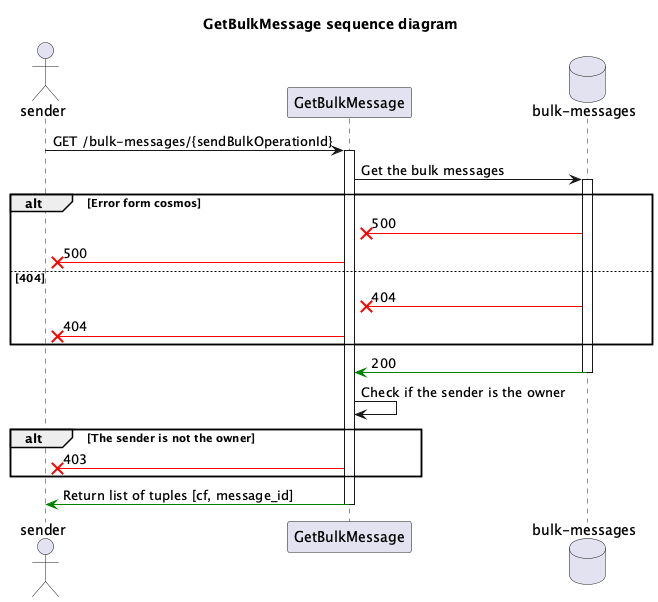 GetBulkMessage sequence diagram
sender
GetBulkMessage
bulk-messages
GET /bulk-messages/{sendBulkOperationId}
Get the bulk messages
alt [Error form cosmos]
500
500
[404]
404
404
200
Check if the sender is the owner
alt [The sender is not the owner]
403
Return list of tuples [cf, message_id]
sender
GetBulkMessage
bulk-messages